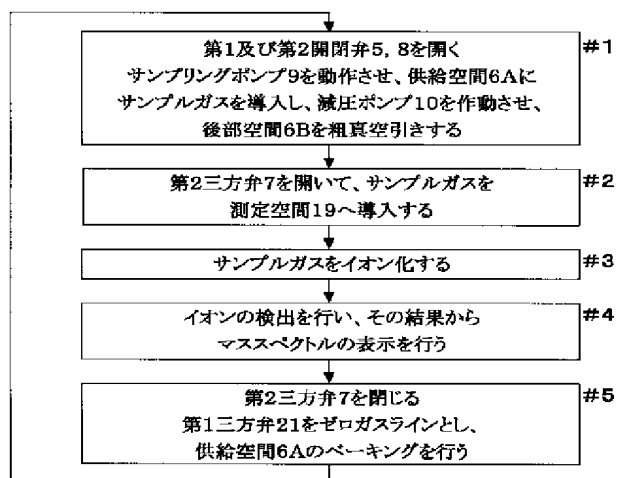 第1及び第2開閉弁5, 8を開く
#1
サンプリングポンプ9を動作させ、供給空間6Aに
サンプルガスを導入し、減圧ポンプ10を作動させ、
後部空間6Bを粗真空引きする
第2三方弁7を開いて、サンプルガスを
#2
測定空間19へ導入する
サンプルガスをイオン化する
#3
イオンの検出を行い、その結果から
#4
マススペクトルの表示を行う
第2三方弁7を閉じる
#5
第1三方弁21をゼロガスラインとし、
供給空間6Aのベーキングを行う